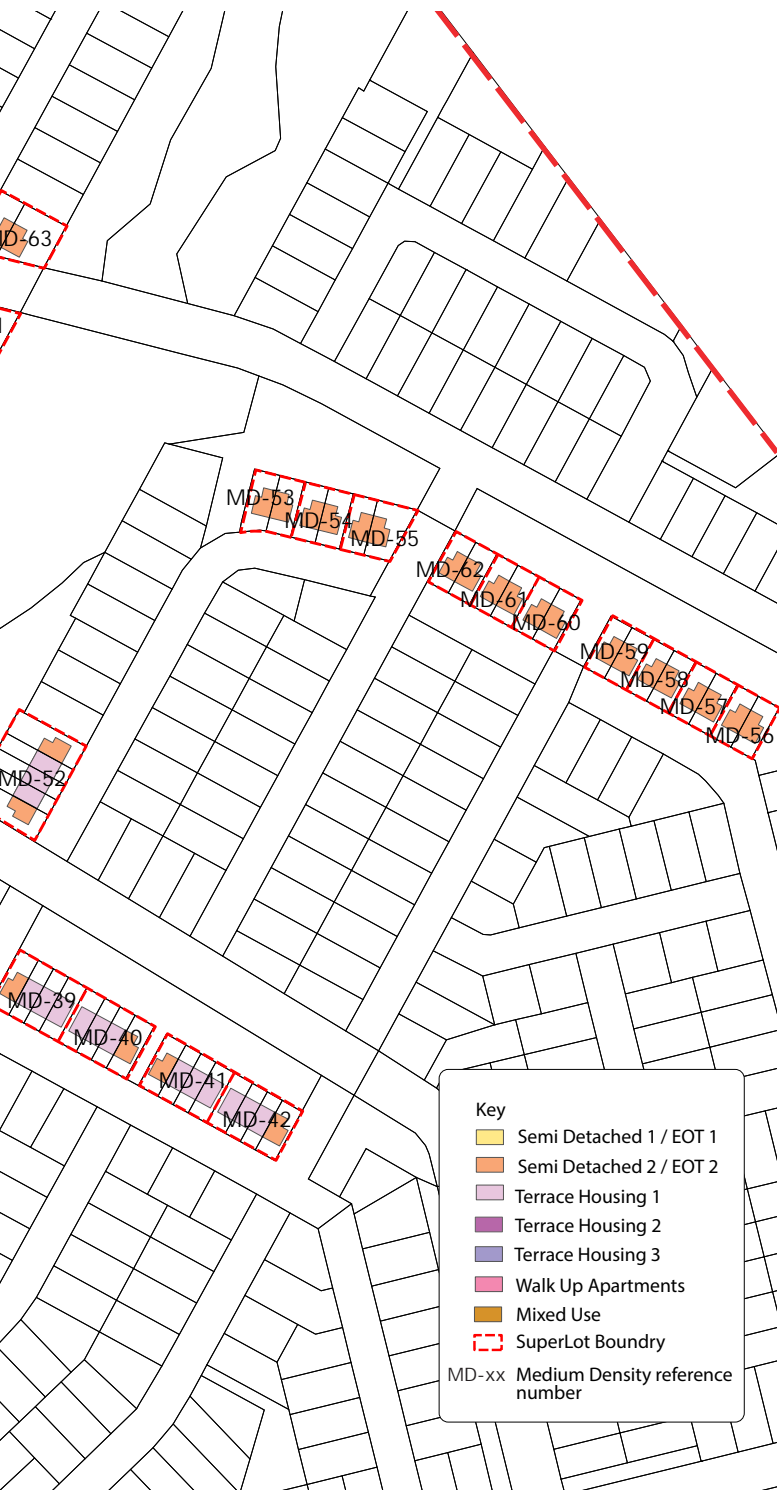 MD-63
MD-53
MD-54
MD-55
MD-62
MD-61
MD-60
MD-59
MD-58
MD-57
MD-56
MD-52
MD-39
MD-40
MD-41
MD-42
Key
Semi Detached 1 / EOT 1
Semi Detached 2 / EOT 2
Terrace Housing 1
Terrace Housing 2
Terrace Housing 3
Walk Up Apartments
Mixed Use
SuperLot Boundry
MD-xx Medium Density reference
number